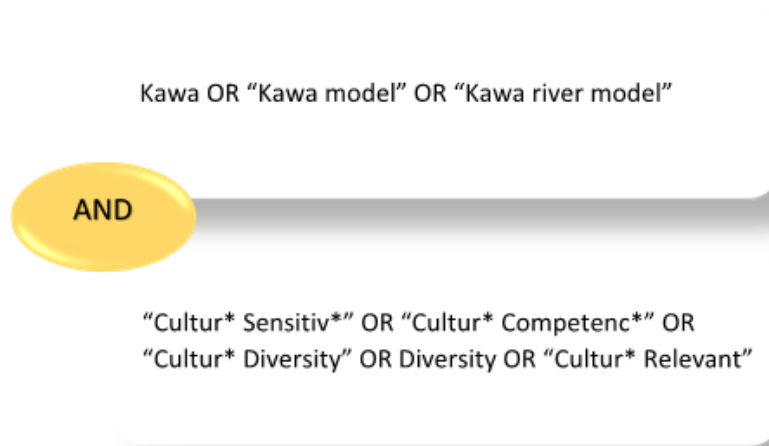 Kawa OR “Kawa model” OR “Kawa river model”
AND
“Cultur* Sensitiv*” OR “Cultur* Competenc*” OR
“Cultur* Diversity” OR Diversity OR “Cultur* Relevant”